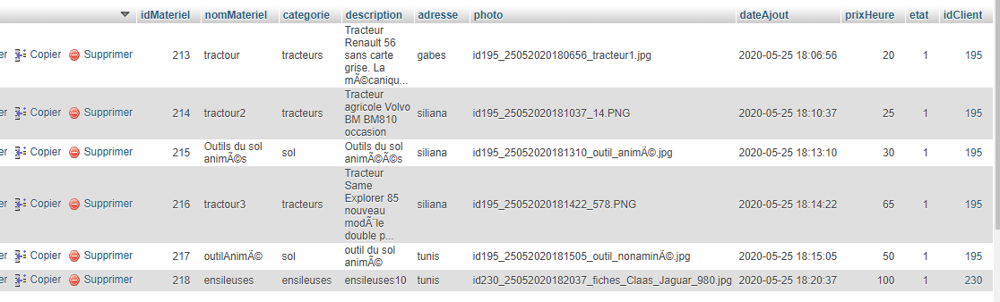 idMateriel nomMateriel categorie description adresse photo dateAjout prixHeure etat idClient
Tracteur
Renault 56
er Copier Supprimer 213 tractour tracteurs sans carte gabes id195_25052020180656_tracteur1.jpg 2020-05-25 18:06:56 20 1 195
grise. La
mÃ©caniqu...
Tracteur
agricole Volvo
er Copier Supprimer 214 tractour2 tracteurs BM BM810 siliana id195_25052020181037_14.PNG 2020-05-25 18:10:37 25 1 195
occasion
Outils du sol Outils du sol
er Copier Supprimer 215 animÃ©s sol animÃ©Ã©s siliana id195_25052020181310_outil_animÃ©.jpg 2020-05-25 18:13:10 30 1 195
Tracteur
Same
Explorer 85
er Copier Supprimer 216 tractour3 tracteurs nouveau siliana id195_25052020181422_578.PNG 2020-05-25 18:14:22 65 1 195
modÃ¨le
double p...
outil du sol
er Copier Supprimer 217 outilAnimÃ© sol animÃ© tunis id195_25052020181505_outil_nonaminÃ©.jpg 2020-05-25 18:15:05 50 1 195
er Copier Supprimer 218 ensileuses ensileuses ensileuses10 tunis id230_25052020182037_fiches_Claas_Jaguar_980.jpg 2020-05-25 18:20:37 100 1 230